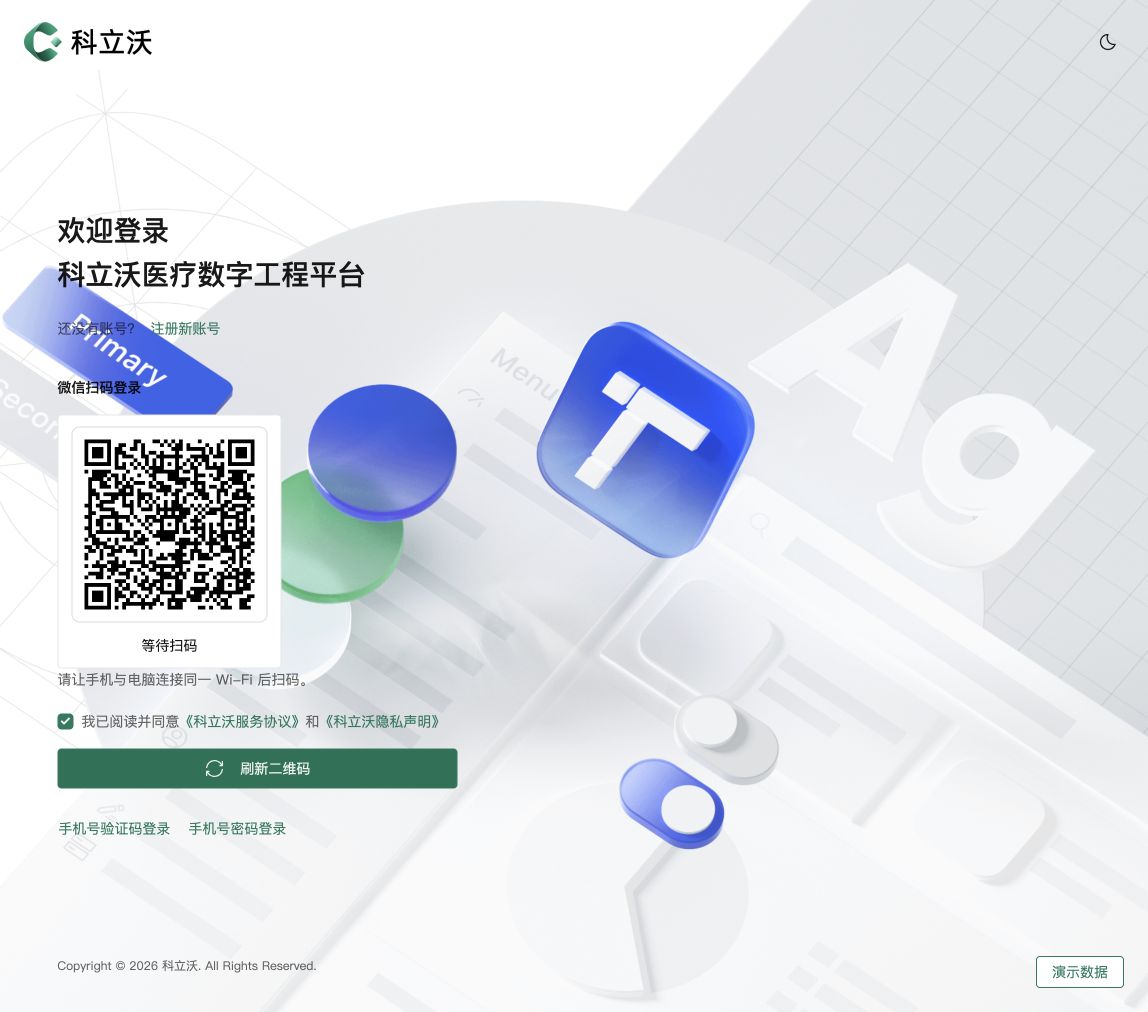 科立沃
欢迎登录
科立沃医疗数字工程平台
还没有账号? 注册新账号
Primary
Menu
微信扫码登录
Ag
T
等待扫码
请让手机与电脑连接同一 Wi-Fi 后扫码。
我已阅读并同意《科立沃服务协议》和《科立沃隐私声明》
刷新二维码
手机号验证码登录 手机号密码登录
Copyright © 2026 科立沃. All Rights Reserved.
演示数据